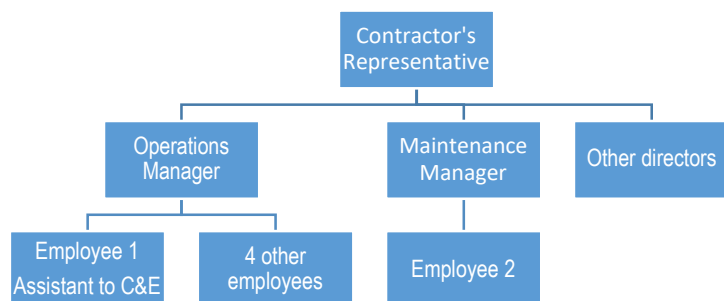 Contractor's
Representative
Operations
Manager
Maintenance
Manager
Other directors
Employee 1
Assistant to C&E
4 other
employees
Employee 2